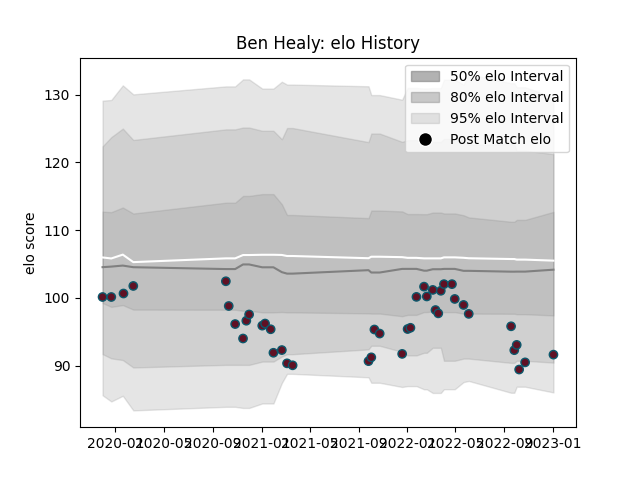 Ben Healy: elo History
50% elo Interval
80% elo Interval
95% elo Interval
Post Match elo
elo score
130
120
110
100
90
2020-01 2020-05 2020-09 2021-01 2021-05 2021-09 2022-01 2022-05 2022-09 2023-01